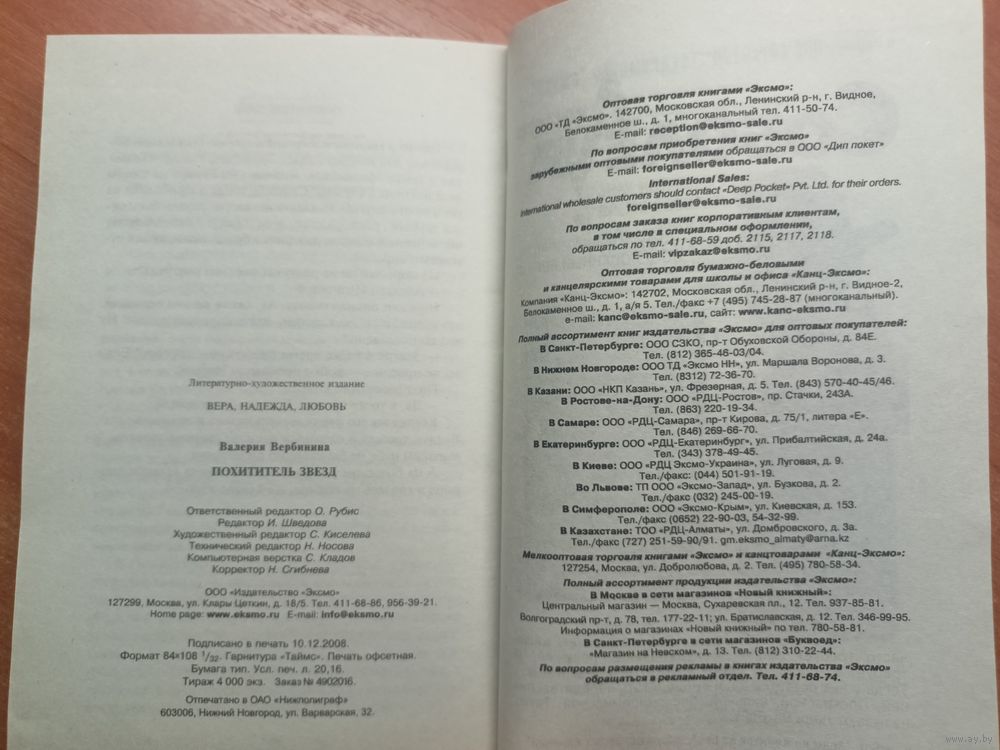 Литературно-художественное издание
ВЕРА, НАДЕЖДА, ЛЮБОВЬ
Валерия Вербинина
ПОХИТИТЕЛЬ ЗВЕЗД
Ответственный редактор О. Рубис
Редактор И. Шведова
Художественный редактор С. Киселева
Технический редактор Н. Носова
Компьютерная верстка С. Кладов
Корректор Н. Сгибнева
ООО «Издательство «Эксмо»
127299, Москва, ул. Клары Цеткин, д. 18/5. Тел. 411-68-86, 956-39-21.
Home page: www.eksmo.ru E-mail: info@eksmo.ru
Подписано в печать 10.12.2008.
Формат 84×108 1/32. Гарнитура «Таймс». Печать офсетная.
Бумага тип. Усл. печ. л. 20,16.
Тираж 4 000 экз. Заказ № 4902016.
Отпечатано в ОАО «Нижполиграф»
603006, Нижний Новгород, ул. Варварская, 32.
Оптовая торговля книгами «Эксмо»:
ООО «ТД «Эксмо». 142700, Московская обл., Ленинский р-н, г. Видное,
Белокаменное ш., д. 1, многоканальный тел. 411-50-74.
E-mail: reception@eksmo-sale.ru
По вопросам приобретения книг «Эксмо»
зарубежными оптовыми покупателями обращаться в ООО «Дип покет»
E-mail: foreignseller@eksmo-sale.ru
International Sales:
International wholesale customers should contact «Deep Pocket» Pvt. Ltd. for their orders.
foreignseller@eksmo-sale.ru
По вопросам заказа книг корпоративным клиентам,
в том числе в специальном оформлении,
обращаться по тел. 411-68-59 доб. 2115, 2117, 2118.
E-mail: vipzakaz@eksmo.ru
Оптовая торговля бумажно-беловыми
и канцелярскими товарами для школы и офиса «Канц-Эксмо»:
Компания «Канц-Эксмо»: 142702, Московская обл., Ленинский р-н, г. Видное-2,
Белокаменное ш., д. 1, а/я 5. Тел./факс +7 (495) 745-28-87 (многоканальный).
e-mail: kanc@eksmo-sale.ru, сайт: www.kanc-eksmo.ru
Полный ассортимент книг издательства «Эксмо» для оптовых покупателей:
В Санкт-Петербурге: ООО СЗКО, пр-т Обуховской Обороны, д. 84Е.
Тел. (812) 365-46-03/04.
В Нижнем Новгороде: ООО ТД «Эксмо НН», ул. Маршала Воронова, д. 3.
Тел. (8312) 72-36-70.
В Казани: ООО «НКП Казань», ул. Фрезерная, д. 5. Тел. (843) 570-40-45/46.
В Ростове-на-Дону: ООО «РДЦ-Ростов», пр. Стачки, 243А.
Тел. (863) 220-19-34.
В Самаре: ООО «РДЦ-Самара», пр-т Кирова, д. 75/1, литера «Е».
Тел. (846) 269-66-70.
В Екатеринбурге: ООО «РДЦ-Екатеринбург», ул. Прибалтийская, д. 24а.
Тел. (343) 378-49-45.
В Киеве: ООО «РДЦ Эксмо-Украина», ул. Луговая, д. 9.
Тел./факс: (044) 501-91-19.
Во Львове: ТП ООО «Эксмо-Запад», ул. Бузкова, д. 2.
Тел./факс (032) 245-00-19.
В Симферополе: ООО «Эксмо-Крым», ул. Киевская, д. 153.
Тел./факс (0652) 22-90-03, 54-32-99.
В Казахстане: ТОО «РДЦ-Алматы», ул. Домбровского, д. 3а.
Тел./факс (727) 251-59-90/91. gm.eksmo_almaty@arna.kz
Мелкооптовая торговля книгами «Эксмо» и канцтоварами «Канц-Эксмо»:
127254, Москва, ул. Добролюбова, д. 2. Тел. (495) 780-58-34.
Полный ассортимент продукции издательства «Эксмо»:
В Москве в сети магазинов «Новый книжный»:
Центральный магазин — Москва, Сухаревская пл., 12. Тел. 937-85-81.
Волгоградский пр-т, д. 78, тел. 177-22-11; ул. Братиславская, д. 12. Тел. 346-99-95.
Информация о магазинах «Новый книжный» по тел. 780-58-81.
В Санкт-Петербурге в сети магазинов «Буквоед»:
«Магазин на Невском», д. 13. Тел. (812) 310-22-44.
По вопросам размещения рекламы в книгах издательства «Эксмо»
обращаться в рекламный отдел. Тел. 411-68-74.
www.ay.by